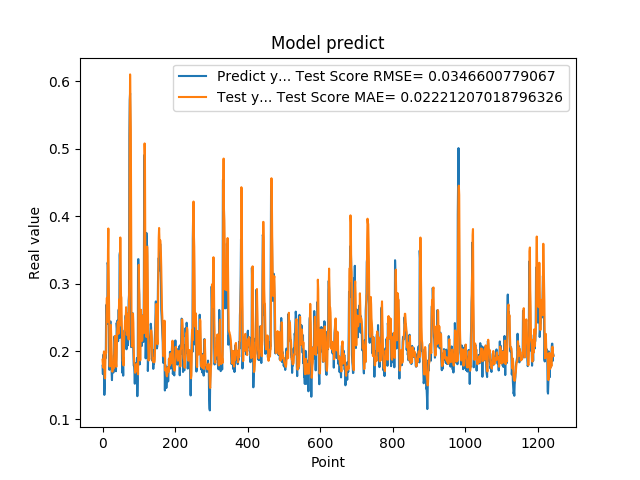 Model predict
Predict y... Test Score RMSE= 0.0346600779067
Test y... Test Score MAE= 0.02221207018796326
0.6
0.5
0.4
0.3
0.2
0.1
Real value
0 200 400 600 800 1000 1200
Point